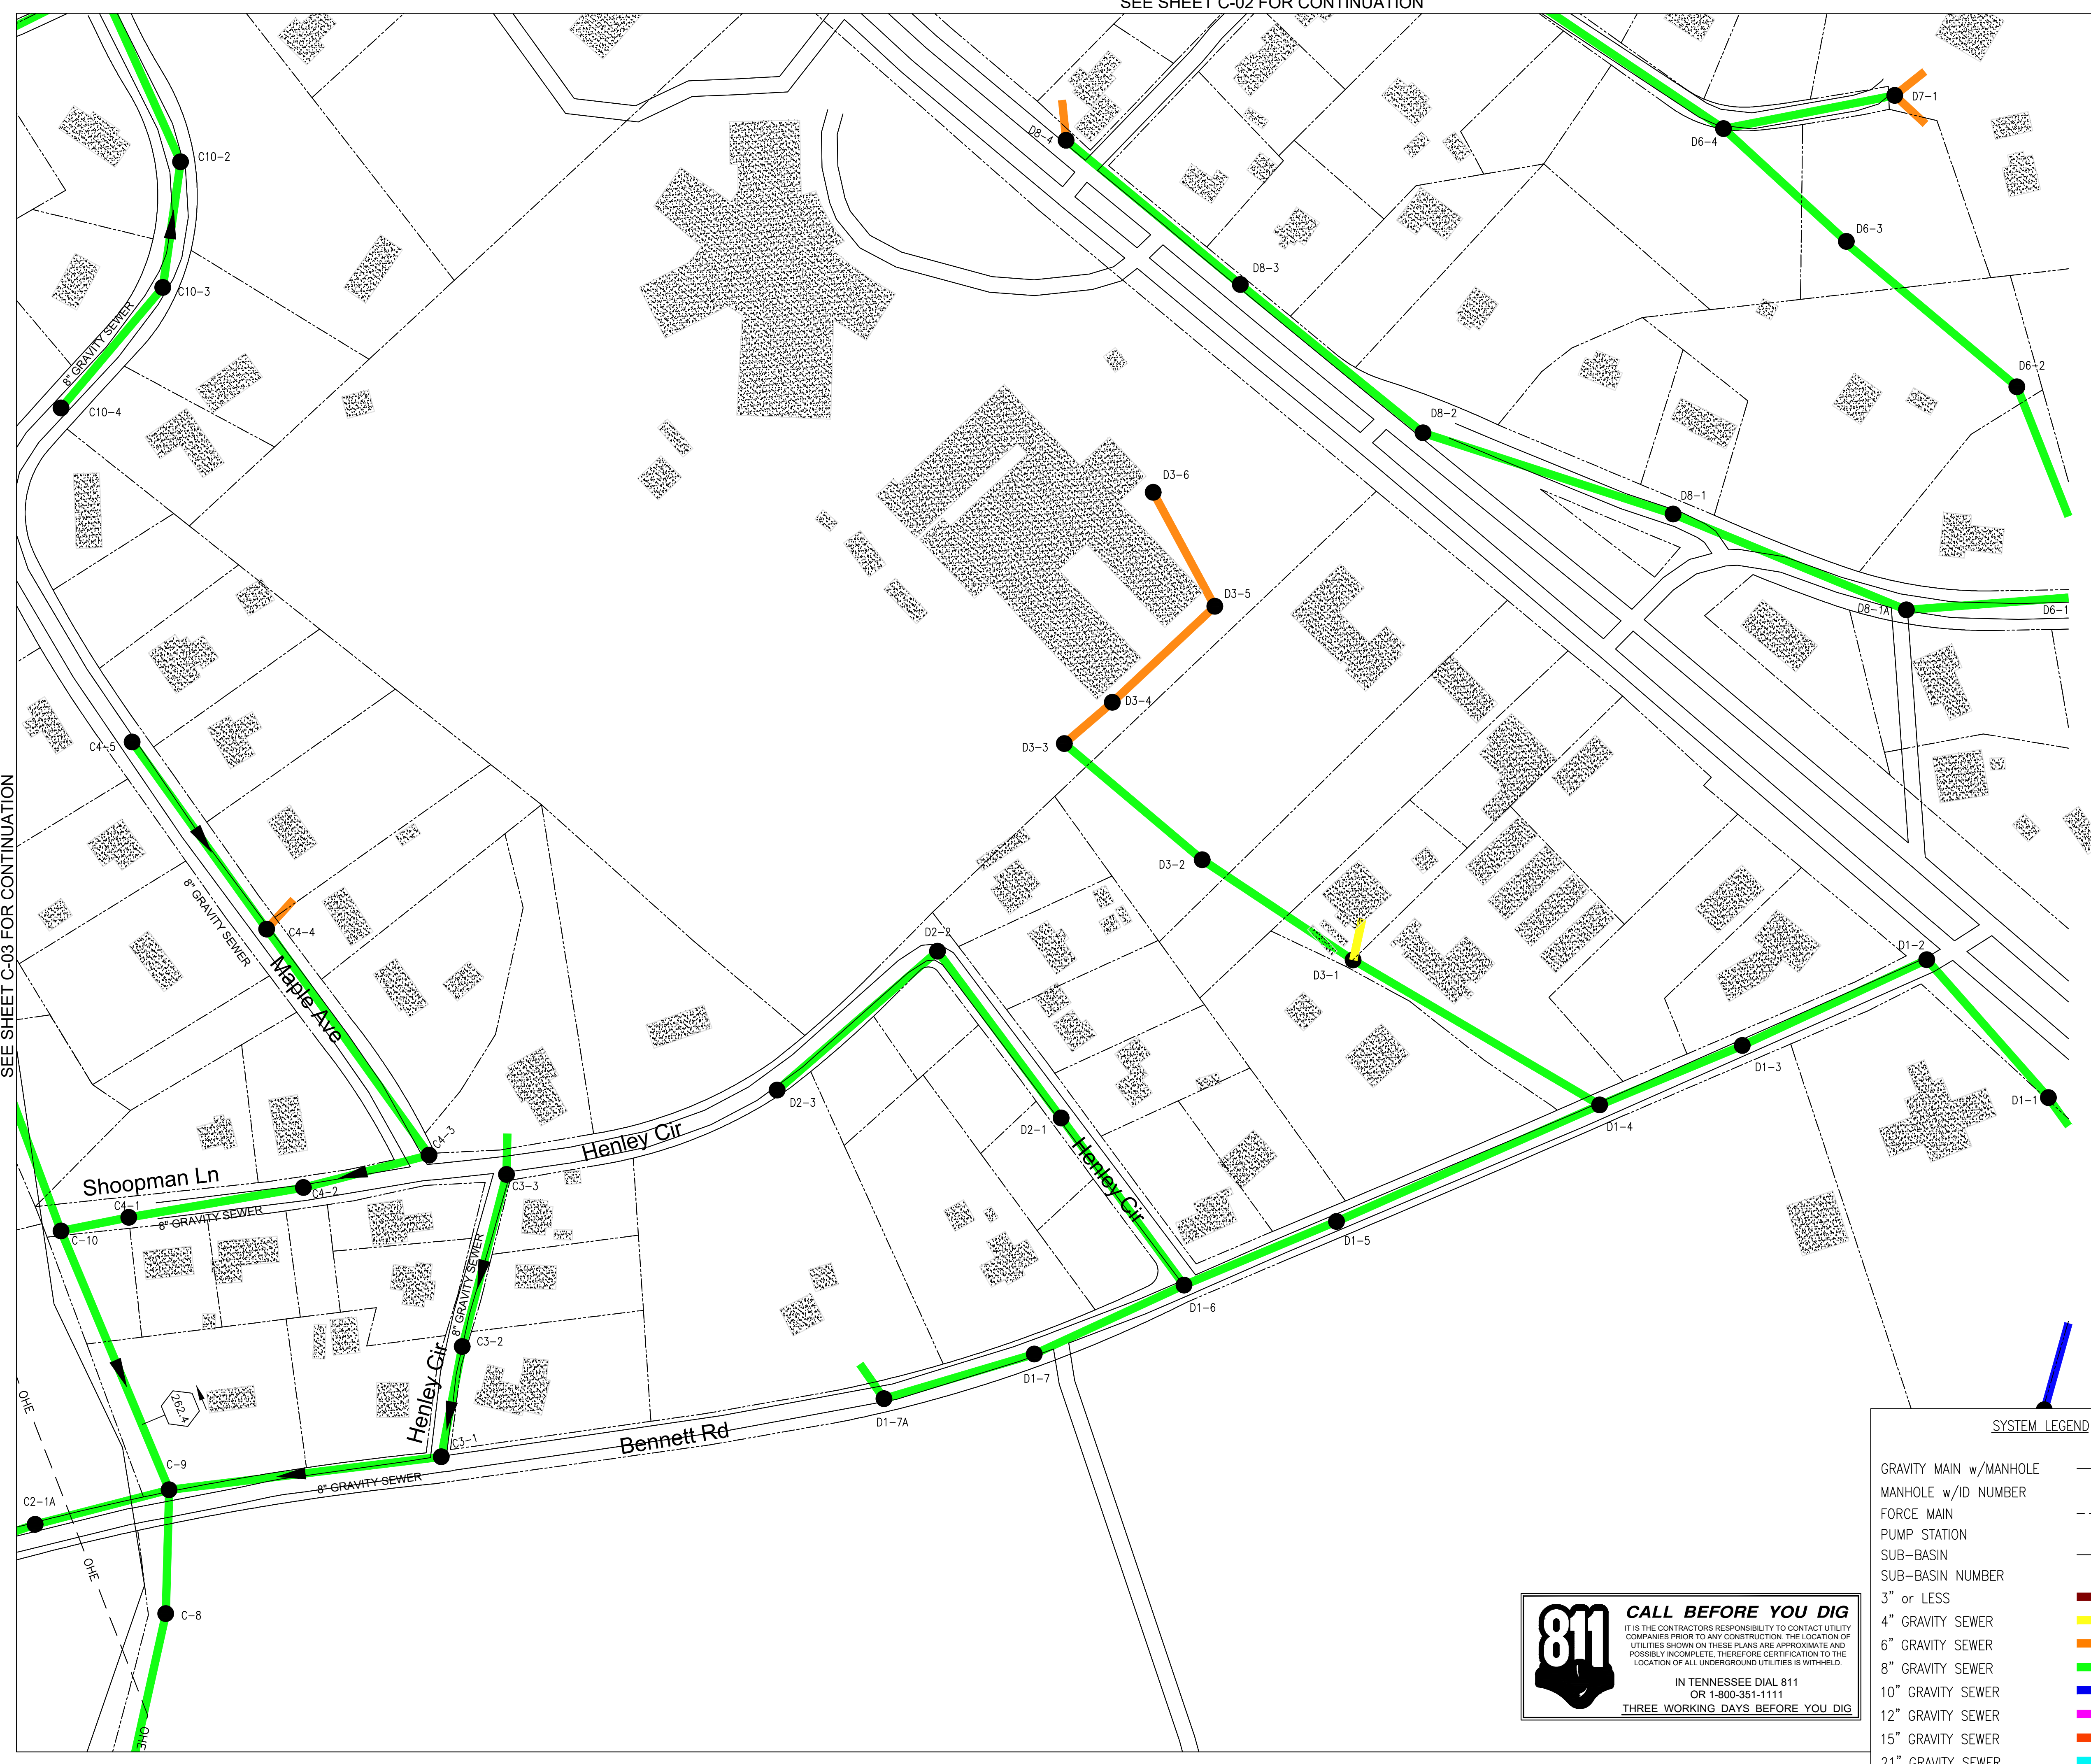 SEE SHEET C-02 FOR CONTINUATION
SEE SHEET C-03 FOR CONTINUATION
D7-1
D6-4
D8-4
C10-2
D6-3
D8-3
C10-3
8" GRAVITY SEWER
D6-2
C10-4
D8-2
D3-6
D8-1
D3-5
D8-1A
D6-1
D3-4
C4-5
D3-3
D3-2
8" GRAVITY SEWER
C4-4
D2-2
D1-2
D3-1
Maple Ave
D1-3
D2-3
D1-1
D2-1
D1-4
C4-3
Henley Cir
Henley Cir
Shoopman Ln
C4-2
C3-3
C4-1
8" GRAVITY SEWER
C-10
D1-5
8" GRAVITY SEWER
D1-6
C3-2
Henley Cir
D1-7
OHE
262.4
D1-7A
Bennett Rd
C3-1
C-9
8" GRAVITY SEWER
C2-1A
OHE
C-8
OHE
SYSTEM LEGEND
GRAVITY MAIN w/MANHOLE
MANHOLE w/ID NUMBER
FORCE MAIN
PUMP STATION
SUB-BASIN
SUB-BASIN NUMBER
3" or LESS
4" GRAVITY SEWER
6" GRAVITY SEWER
8" GRAVITY SEWER
10" GRAVITY SEWER
12" GRAVITY SEWER
15" GRAVITY SEWER
21" GRAVITY SEWER
811
CALL BEFORE YOU DIG
IT IS THE CONTRACTORS RESPONSIBILITY TO CONTACT UTILITY
COMPANIES PRIOR TO ANY CONSTRUCTION. THE LOCATION OF
UTILITIES SHOWN ON THESE PLANS ARE APPROXIMATE AND
POSSIBLY INCOMPLETE, THEREFORE CERTIFICATION TO THE
LOCATION OF ALL UNDERGROUND UTILITIES IS WITHHELD.
IN TENNESSEE DIAL 811
OR 1-800-351-1111
THREE WORKING DAYS BEFORE YOU DIG